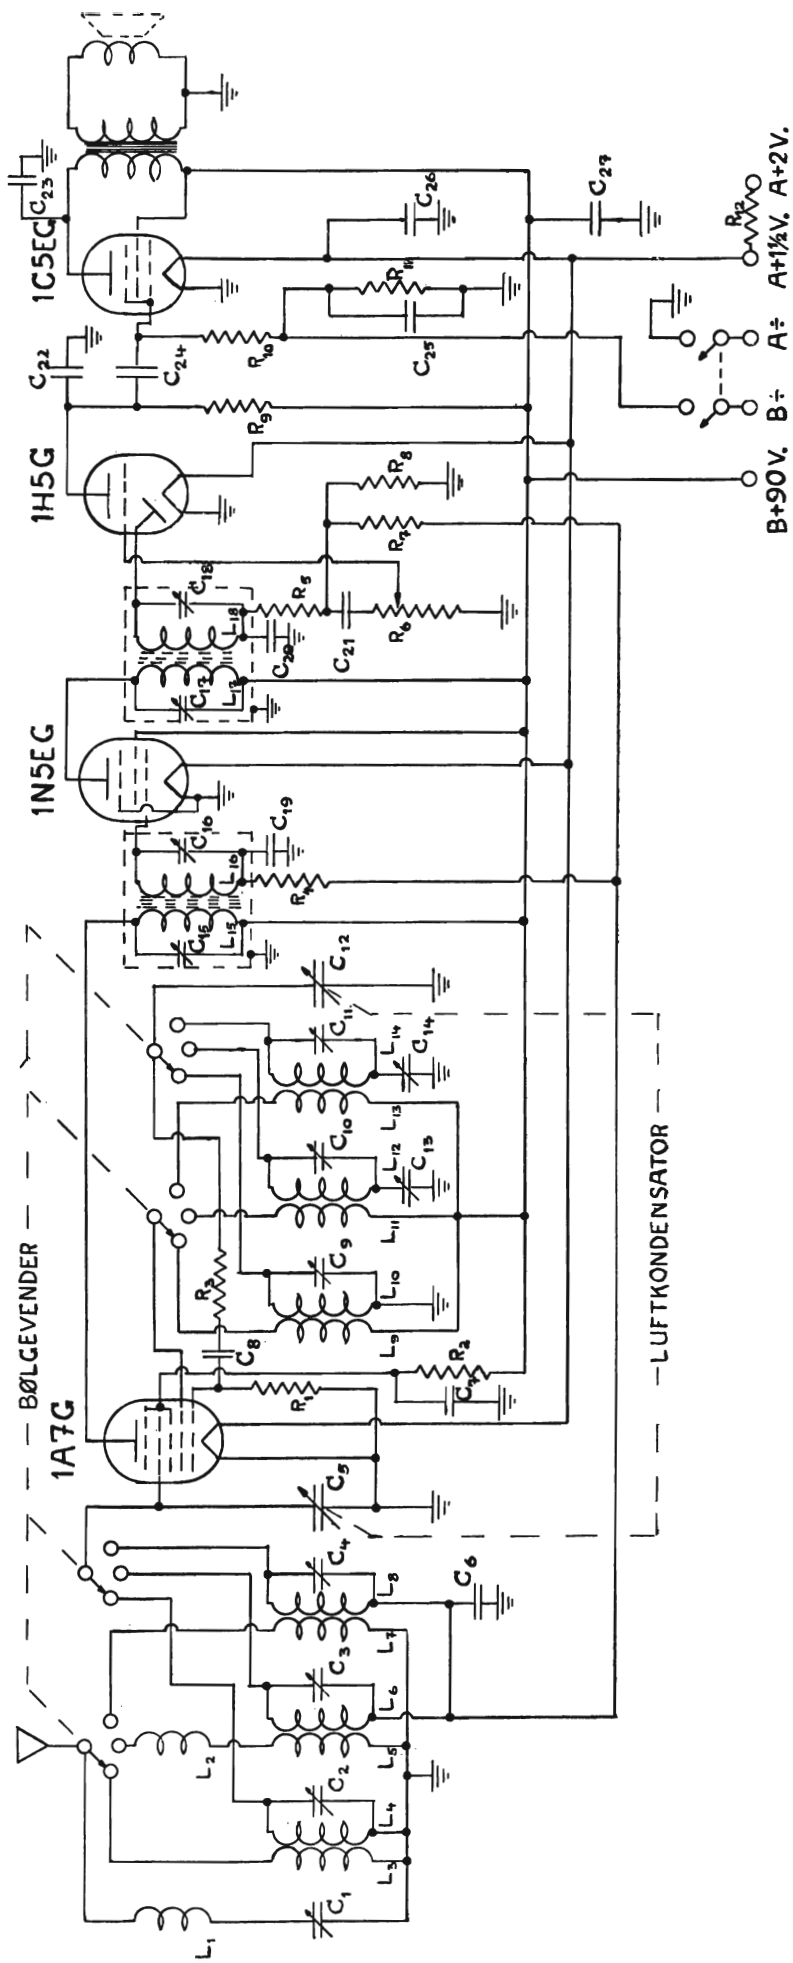 BØLGEVENDER
LUFTKONDENSATOR
1A7G
1N5EG
1H5G
1C5EG
L1
C1
L2
L3
L4
C2
L5
L6
C3
L7
L8
C4
C6
C5
R1
C7
R2
C8
R3
L9
L10
C9
L11
L12
C10
C13
L13
L14
C11
C14
C12
C15
L15
L16
C16
R4
C19
C17
L17
L18
C18
C20
R5
C21
R6
R7
R8
C22
C24
R9
R10
C25
R11
C23
C26
C27
R12
B+90V.
B÷
A÷
A+1½V.
A+2V.